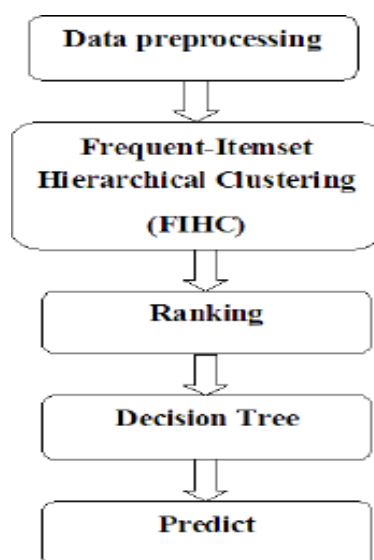 Data preprocessing
Frequent-Itemset
Hierarchical Clustering
(FIHC)
Ranking
Decision Tree
Predict